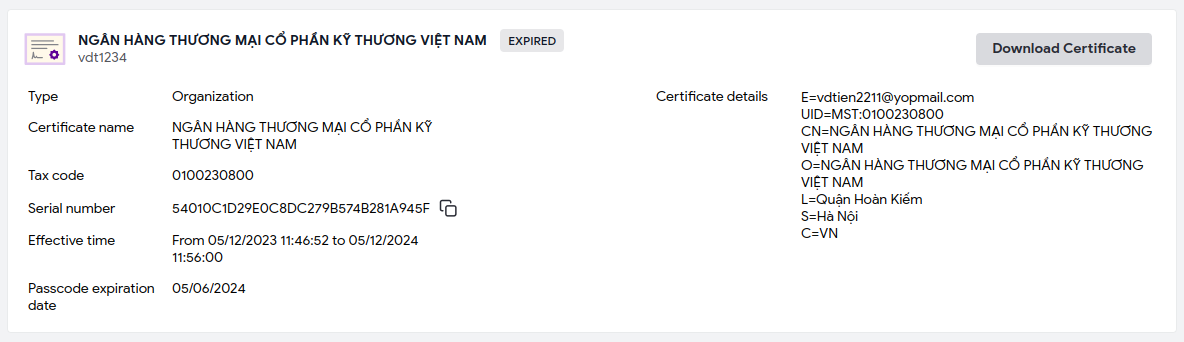 NGÂN HÀNG THƯƠNG MẠI CỔ PHẦN KỸ THƯƠNG VIỆT NAM
EXPIRED
vdt1234
Download Certificate
Type
Organization
Certificate name
NGÂN HÀNG THƯƠNG MẠI CỔ PHẦN KỸ
THƯƠNG VIỆT NAM
Tax code
0100230800
Serial number
54010C1D29E0C8DC279B574B281A945F
Effective time
From 05/12/2023 11:46:52 to 05/12/2024
11:56:00
Passcode expiration
date
05/06/2024
Certificate details
E=vdtien2211@yopmail.com
UID=MST:0100230800
CN=NGÂN HÀNG THƯƠNG MẠI CỔ PHẦN KỸ THƯƠNG
VIỆT NAM
O=NGÂN HÀNG THƯƠNG MẠI CỔ PHẦN KỸ THƯƠNG
VIỆT NAM
L=Quận Hoàn Kiếm
S=Hà Nội
C=VN